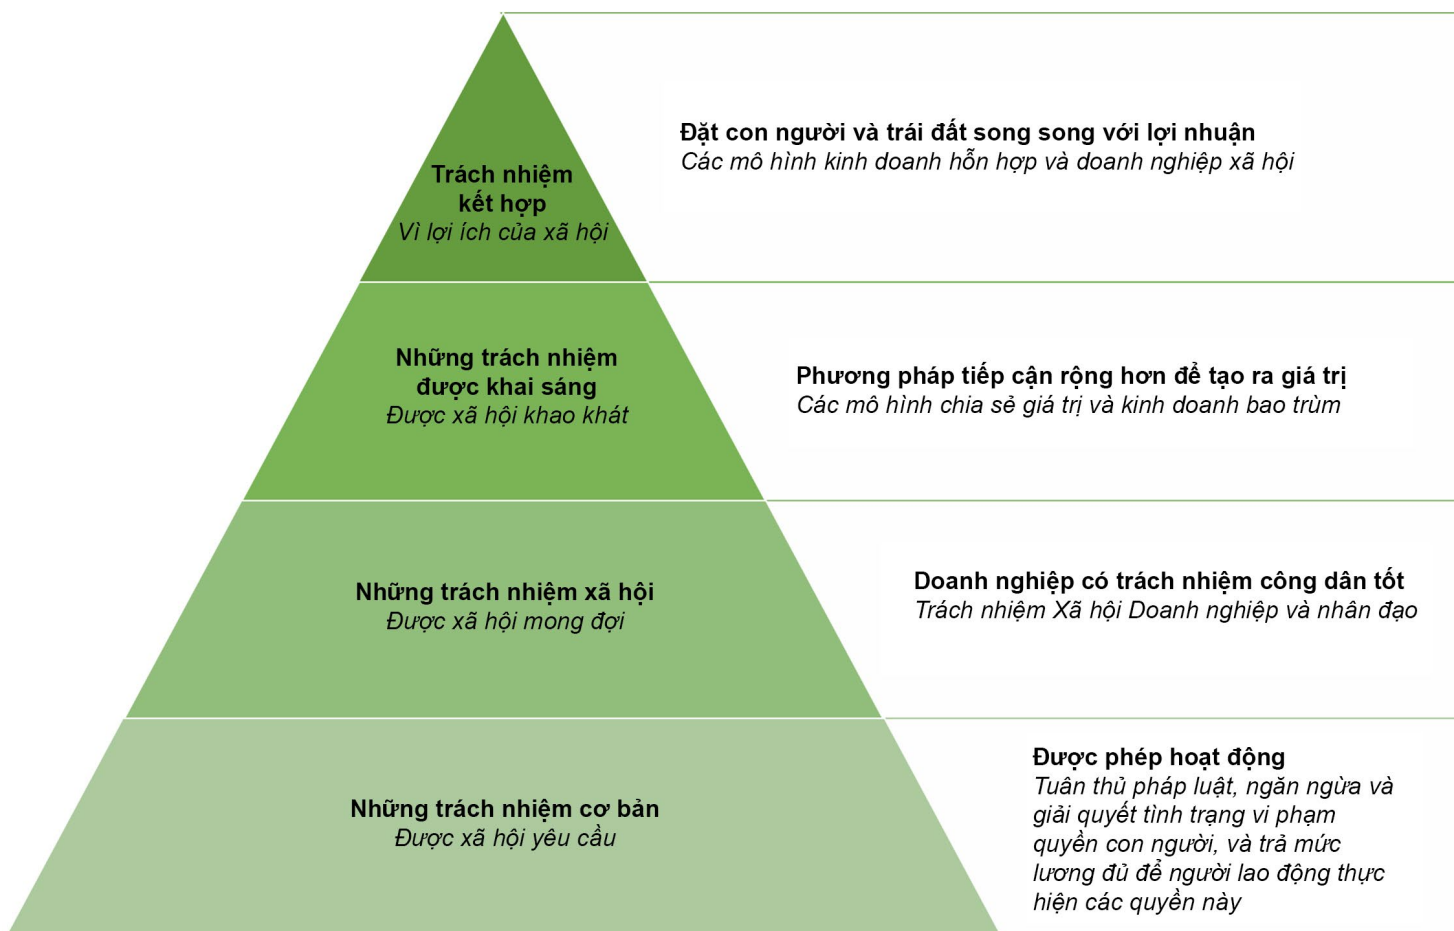 Trách nhiệm
kết hợp
Vì lợi ích của xã hội
Đặt con người và trái đất song song với lợi nhuận
Các mô hình kinh doanh hỗn hợp và doanh nghiệp xã hội
Những trách nhiệm
được khai sáng
Được xã hội khao khát
Phương pháp tiếp cận rộng hơn để tạo ra giá trị
Các mô hình chia sẻ giá trị và kinh doanh bao trùm
Những trách nhiệm xã hội
Được xã hội mong đợi
Doanh nghiệp có trách nhiệm công dân tốt
Trách nhiệm Xã hội Doanh nghiệp và nhân đạo
Những trách nhiệm cơ bản
Được xã hội yêu cầu
Được phép hoạt động
Tuân thủ pháp luật, ngăn ngừa và
giải quyết tình trạng vi phạm
quyền con người, và trả mức
lương đủ để người lao động thực
hiện các quyền này